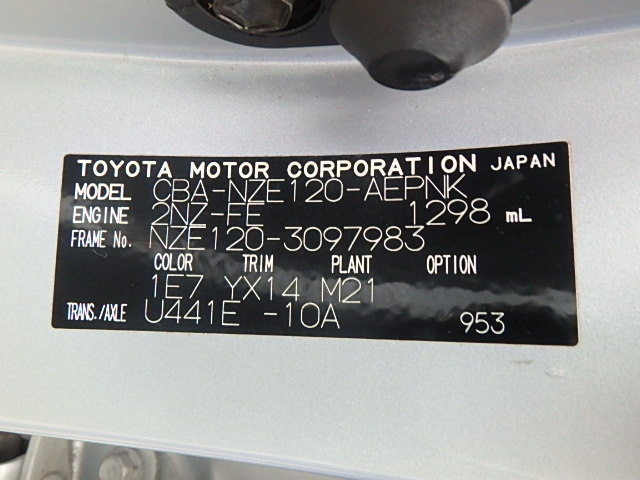 TOYOTA MOTOR CORPORATION JAPAN
MODEL CBA-NZE120-AEPNK
ENGINE 2NZ-FE 1298 mL
FRAME No. NZE120-3097983
COLOR TRIM PLANT OPTION
1E7 YX14 M21
TRANS./AXLE U441E -10A 953